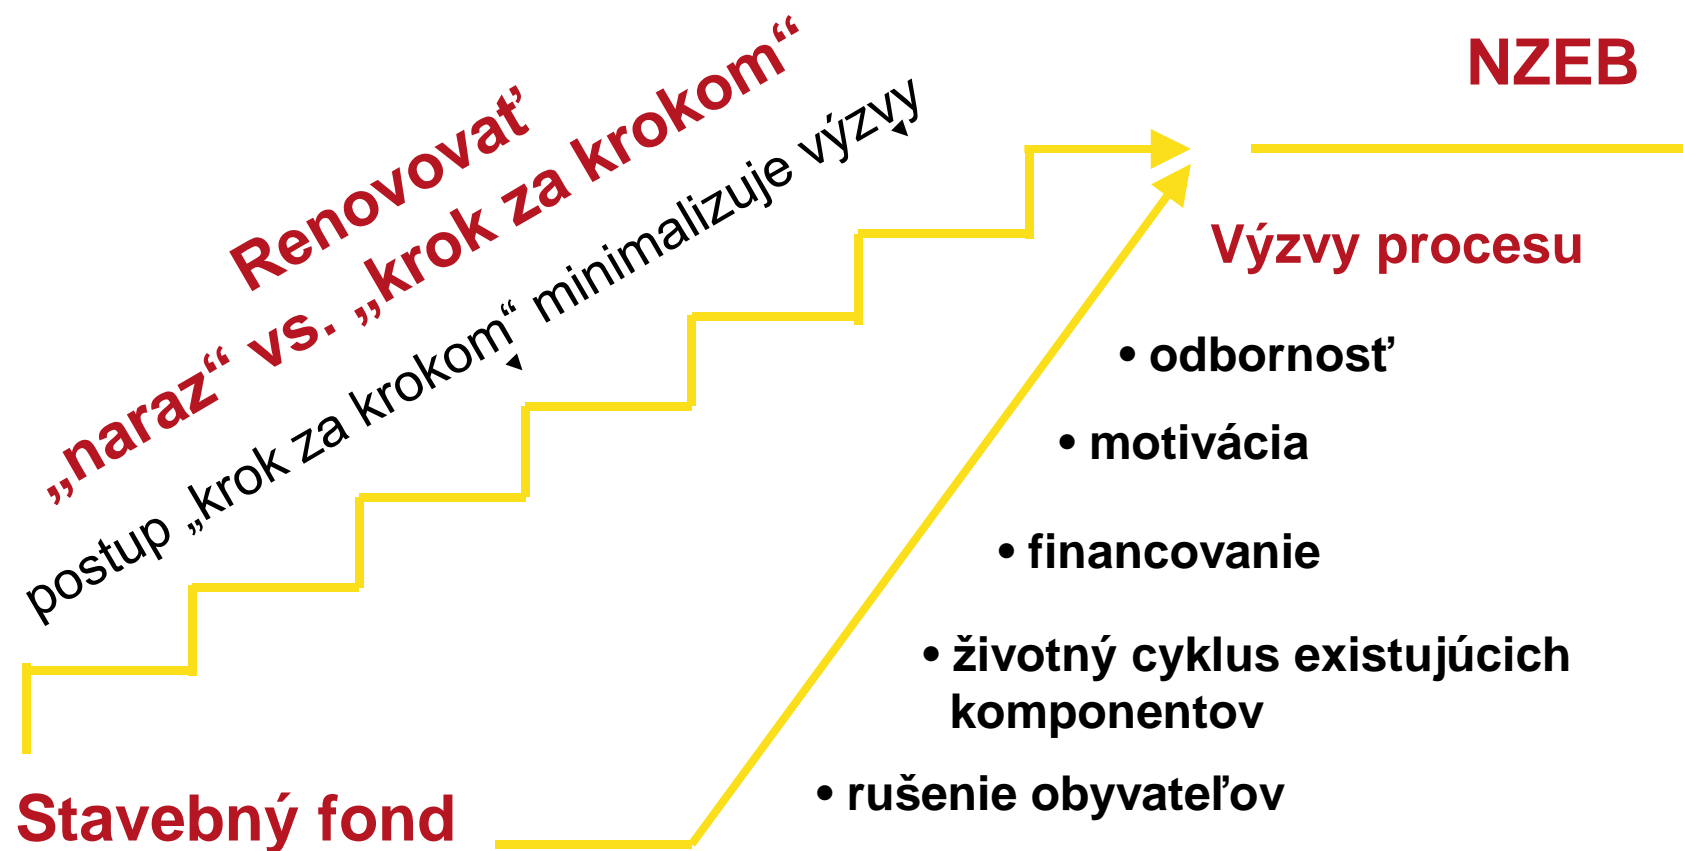 Renovovať
„naraz“ vs. „krok za krokom“
postup „krok za krokom“ minimalizuje výzvy
NZEB
Výzvy procesu
• odbornosť
• motivácia
• financovanie
• životný cyklus existujúcich
komponentov
• rušenie obyvateľov
Stavebný fond